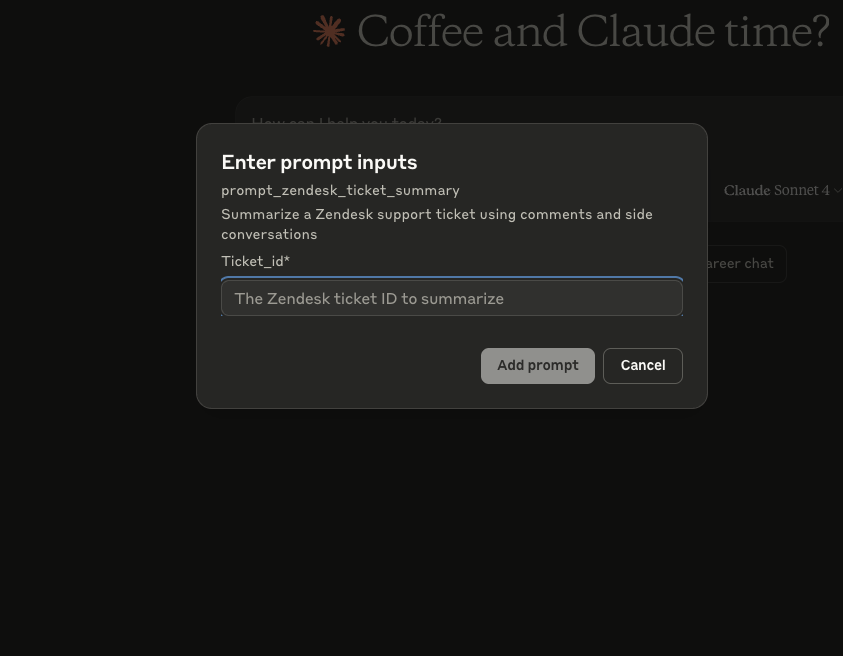 Coffee and Claude time?
How can I help you today?
Enter prompt inputs
prompt_zendesk_ticket_summary
Summarize a Zendesk support ticket using comments and side
conversations
Ticket_id*
The Zendesk ticket ID to summarize
Add prompt
Cancel
Claude Sonnet 4
chat